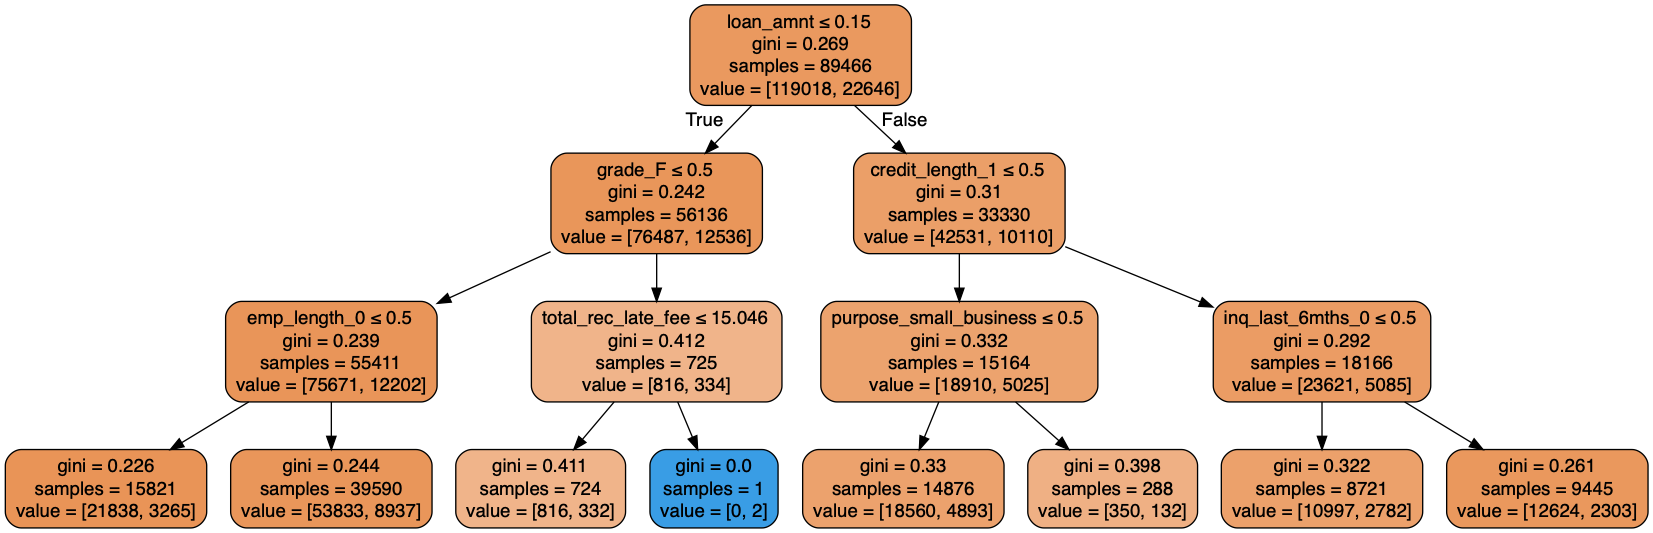 loan_amnt ≤ 0.15
gini = 0.269
samples = 89466
value = [119018, 22646]
True
False
grade_F ≤ 0.5
gini = 0.242
samples = 56136
value = [76487, 12536]
credit_length_1 ≤ 0.5
gini = 0.31
samples = 33330
value = [42531, 10110]
emp_length_0 ≤ 0.5
gini = 0.239
samples = 55411
value = [75671, 12202]
total_rec_late_fee ≤ 15.046
gini = 0.412
samples = 725
value = [816, 334]
purpose_small_business ≤ 0.5
gini = 0.332
samples = 15164
value = [18910, 5025]
inq_last_6mths_0 ≤ 0.5
gini = 0.292
samples = 18166
value = [23621, 5085]
gini = 0.226
samples = 15821
value = [21838, 3265]
gini = 0.244
samples = 39590
value = [53833, 8937]
gini = 0.411
samples = 724
value = [816, 332]
gini = 0.0
samples = 1
value = [0, 2]
gini = 0.33
samples = 14876
value = [18560, 4893]
gini = 0.398
samples = 288
value = [350, 132]
gini = 0.322
samples = 8721
value = [10997, 2782]
gini = 0.261
samples = 9445
value = [12624, 2303]